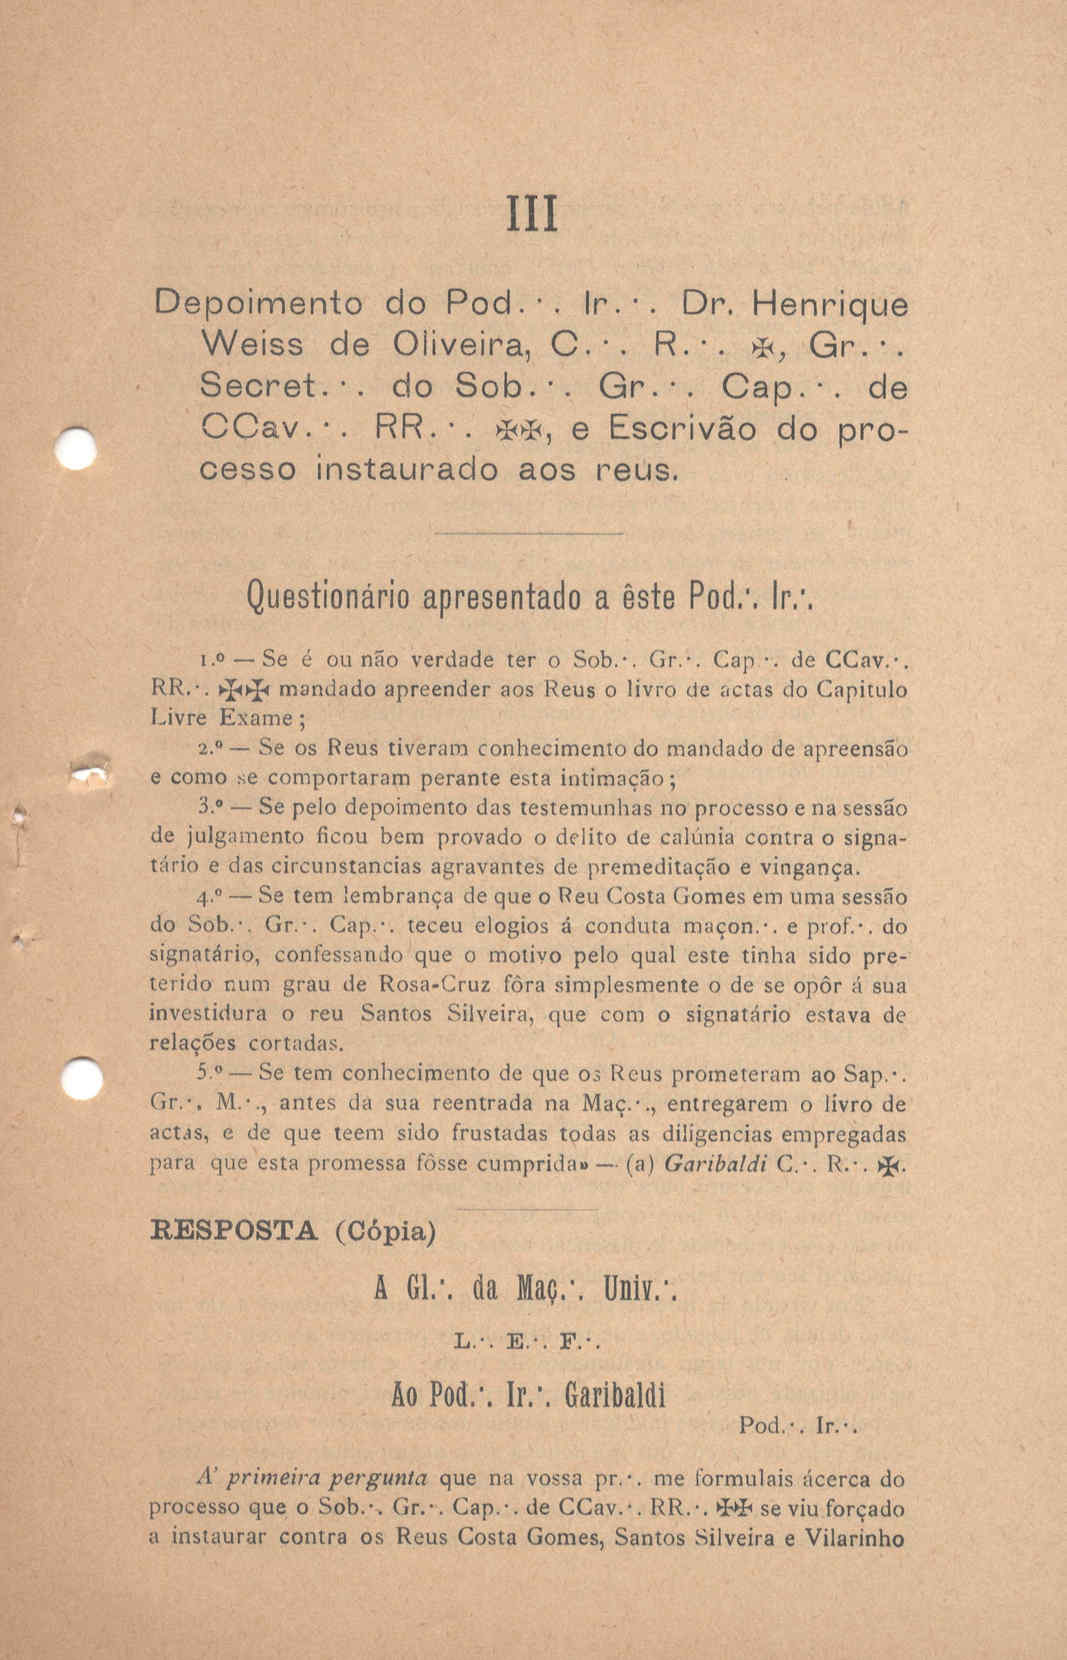 III
Depoimento do Pod.·. Ir.·. Dr. Henrique
Weiss de Oliveira, C.·. R.·. ✠, Gr.·.
Secret.·. do Sob.·. Gr.·. Cap.·. de
CCav.·. RR.·. ✠✠, e Escrivão do pro-
cesso instaurado aos reus.
Questionário apresentado a êste Pod.·. Ir.·.
1.º — Se é ou não verdade ter o Sob.·. Gr.·. Cap.·. de CCav.·.
RR.·. ✠✠ mandado apreender aos Reus o livro de actas do Capitulo
Livre Exame;
2.º — Se os Reus tiveram conhecimento do mandado de apreensão
e como se comportaram perante esta intimação;
3.º — Se pelo depoimento das testemunhas no processo e na sessão
de julgamento ficou bem provado o delito de calúnia contra o signa-
tário e das circunstancias agravantes de premeditação e vingança.
4.º — Se tem lembrança de que o Reu Costa Gomes em uma sessão
do Sob.·. Gr.·. Cap.·. teceu elogios á conduta maçon.·. e prof.·. do
signatário, confessando que o motivo pelo qual este tinha sido pre-
terido num grau de Rosa-Cruz fôra simplesmente o de se opôr á sua
investidura o reu Santos Silveira, que com o signatário estava de
relações cortadas.
5.º — Se tem conhecimento de que os Reus prometeram ao Sap.·.
Gr.·. M.·., antes da sua reentrada na Maç.·., entregarem o livro de
actas, e de que teem sido frustadas todas as diligencias empregadas
para que esta promessa fôsse cumprida» — (a) Garibaldi C.·. R.·. ✠.
RESPOSTA (Cópia)
A Gl.·. da Maç.·. Univ.·.
L.·. E.·. F.·.
Ao Pod.·. Ir.·. Garibaldi
Pod.·. Ir.·.
A' primeira pergunta que na vossa pr.·. me formulais ácerca do
processo que o Sob.·. Gr.·. Cap.·. de CCav.·. RR.·. ✠✠ se viu forçado
a instaurar contra os Reus Costa Gomes, Santos Silveira e Vilarinho